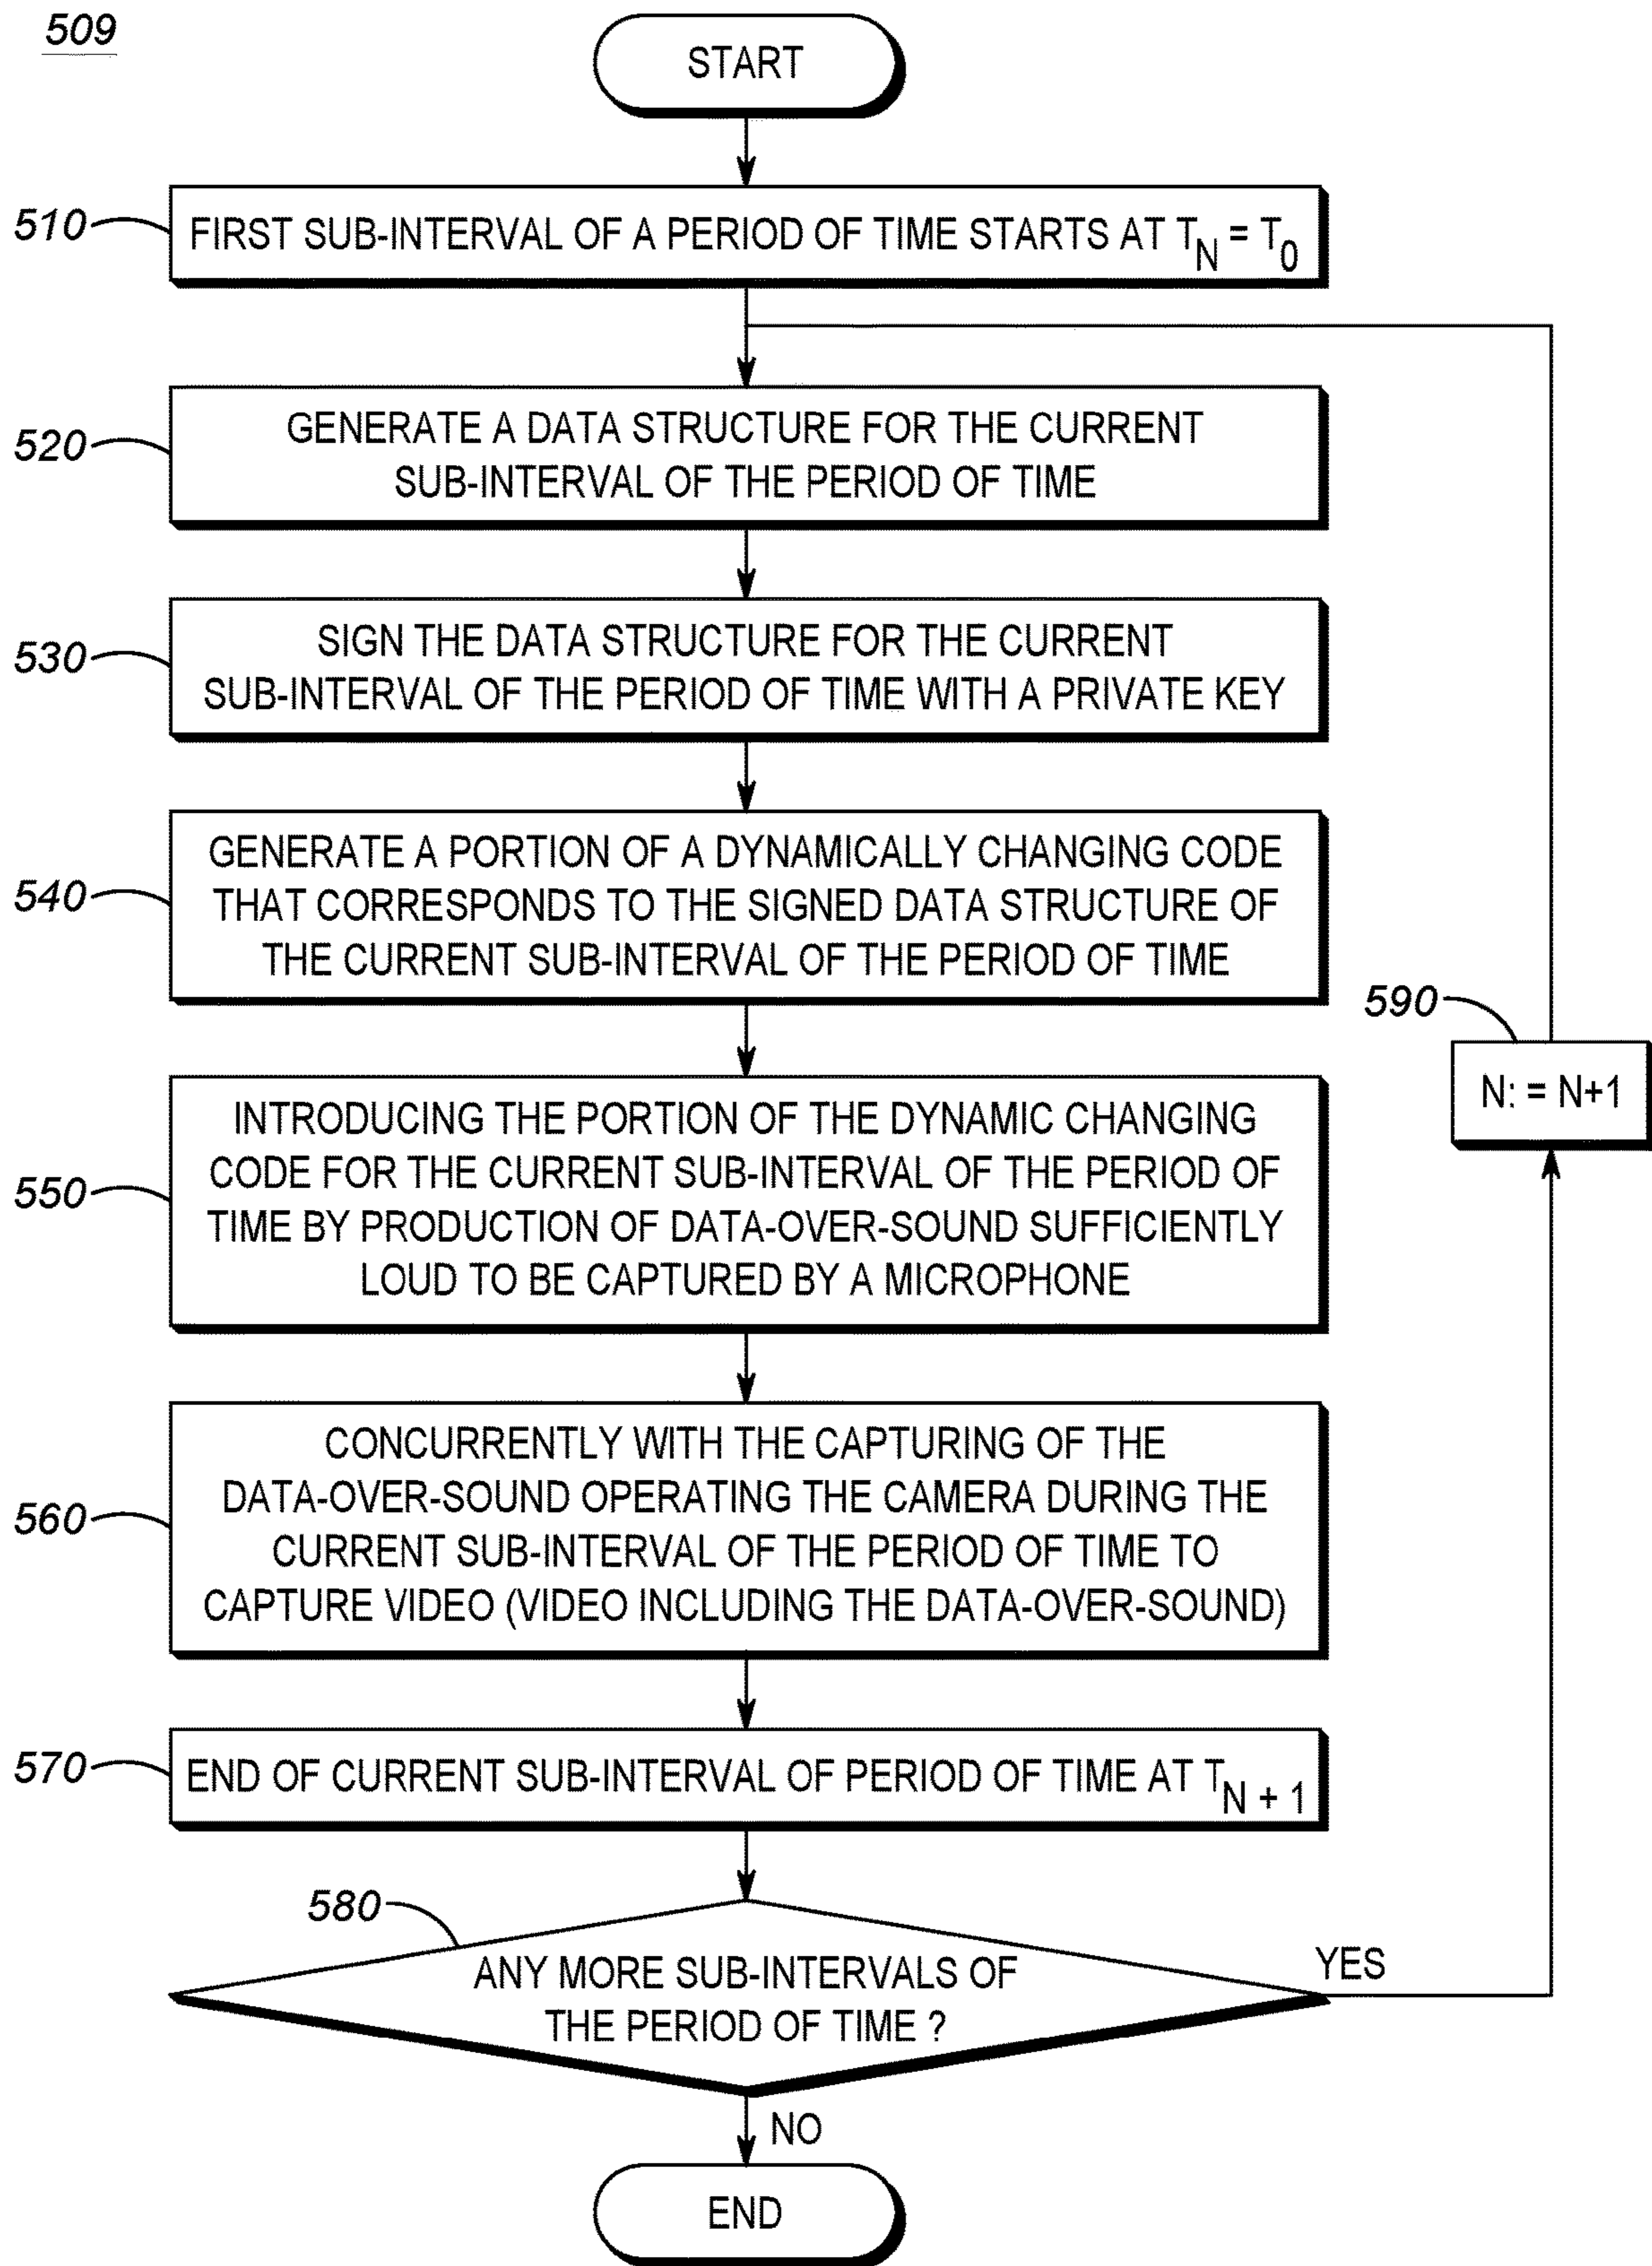 509
START
510
FIRST SUB-INTERVAL OF A PERIOD OF TIME STARTS AT T_N = T_0
520
GENERATE A DATA STRUCTURE FOR THE CURRENT
SUB-INTERVAL OF THE PERIOD OF TIME
530
SIGN THE DATA STRUCTURE FOR THE CURRENT
SUB-INTERVAL OF THE PERIOD OF TIME WITH A PRIVATE KEY
540
GENERATE A PORTION OF A DYNAMICALLY CHANGING CODE
THAT CORRESPONDS TO THE SIGNED DATA STRUCTURE OF
THE CURRENT SUB-INTERVAL OF THE PERIOD OF TIME
590
N: = N+1
550
INTRODUCING THE PORTION OF THE DYNAMIC CHANGING
CODE FOR THE CURRENT SUB-INTERVAL OF THE PERIOD OF
TIME BY PRODUCTION OF DATA-OVER-SOUND SUFFICIENTLY
LOUD TO BE CAPTURED BY A MICROPHONE
560
CONCURRENTLY WITH THE CAPTURING OF THE
DATA-OVER-SOUND OPERATING THE CAMERA DURING THE
CURRENT SUB-INTERVAL OF THE PERIOD OF TIME TO
CAPTURE VIDEO (VIDEO INCLUDING THE DATA-OVER-SOUND)
570
END OF CURRENT SUB-INTERVAL OF PERIOD OF TIME AT T_N + 1
580
ANY MORE SUB-INTERVALS OF
THE PERIOD OF TIME ?
YES
NO
END